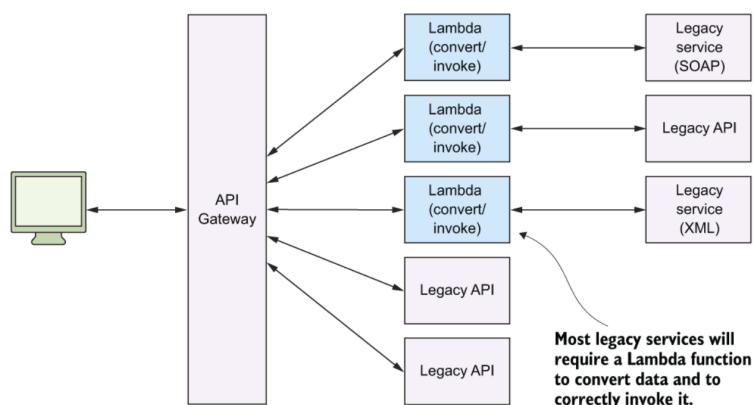 Lambda
(convert/
invoke)
Legacy
service
(SOAP)
Lambda
(convert/
invoke)
Legacy API
API
Gateway
Lambda
(convert/
invoke)
Legacy
service
(XML)
Legacy API
Legacy API
Most legacy services will
require a Lambda function
to convert data and to
correctly invoke it.